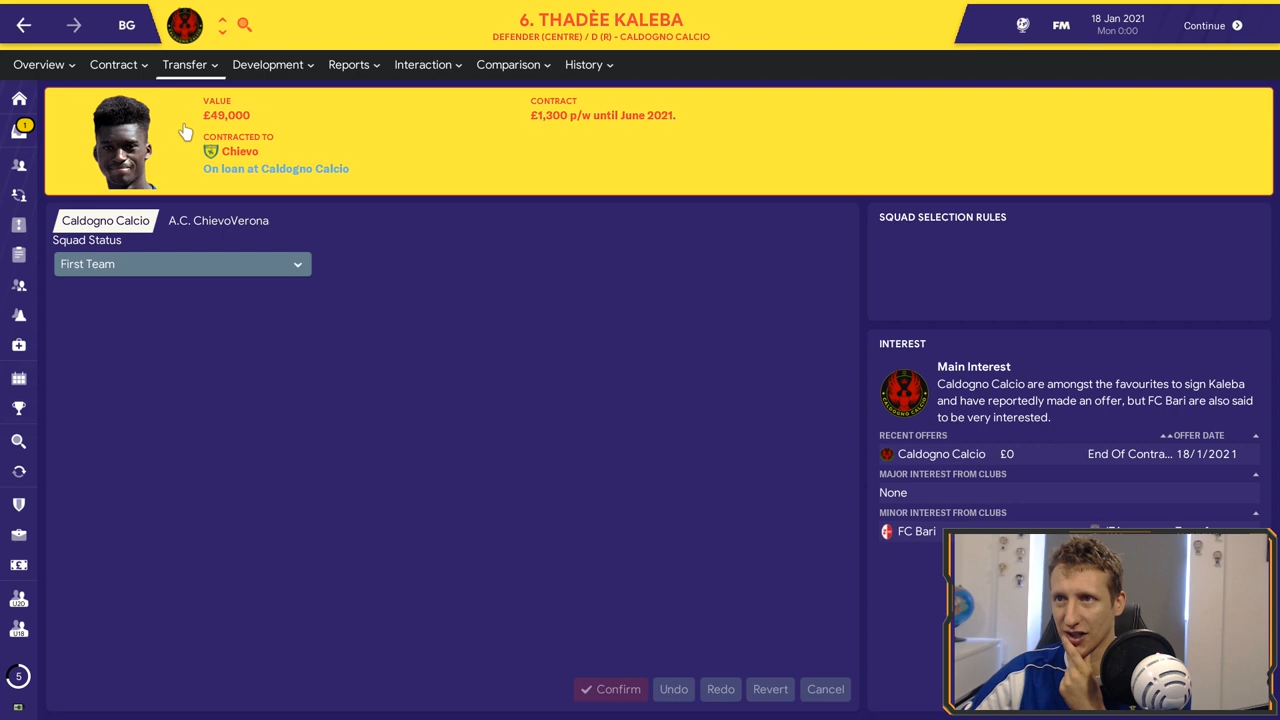 BG
6. THADÈE KALEBA
DEFENDER (CENTRE) / D (R) - CALDOGNO CALCIO
FM
18 Jan 2021
Mon 0:00
Continue
Overview
Contract
Transfer
Development
Reports
Interaction
Comparison
History
1
VALUE
£49,000
CONTRACTED TO
Chievo
On loan at Caldogno Calcio
CONTRACT
£1,300 p/w until June 2021.
Caldogno Calcio
A.C. ChievoVerona
Squad Status
First Team
SQUAD SELECTION RULES
INTEREST
Main Interest
Caldogno Calcio are amongst the favourites to sign Kaleba
and have reportedly made an offer, but FC Bari are also said
to be very interested.
RECENT OFFERS OFFER DATE
Caldogno Calcio £0 End Of Contra... 18/1/2021
MAJOR INTEREST FROM CLUBS
None
MINOR INTEREST FROM CLUBS
FC Bari
U20
U18
5
Confirm
Undo
Redo
Revert
Cancel